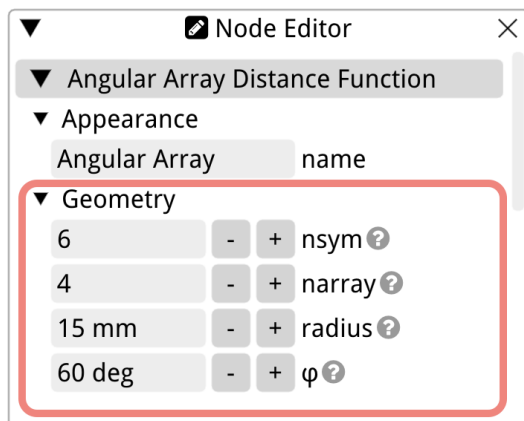 Node Editor
Angular Array Distance Function
Appearance
Angular Array name
Geometry
6 - + nsym ?
4 - + narray ?
15 mm - + radius ?
60 deg - + φ ?